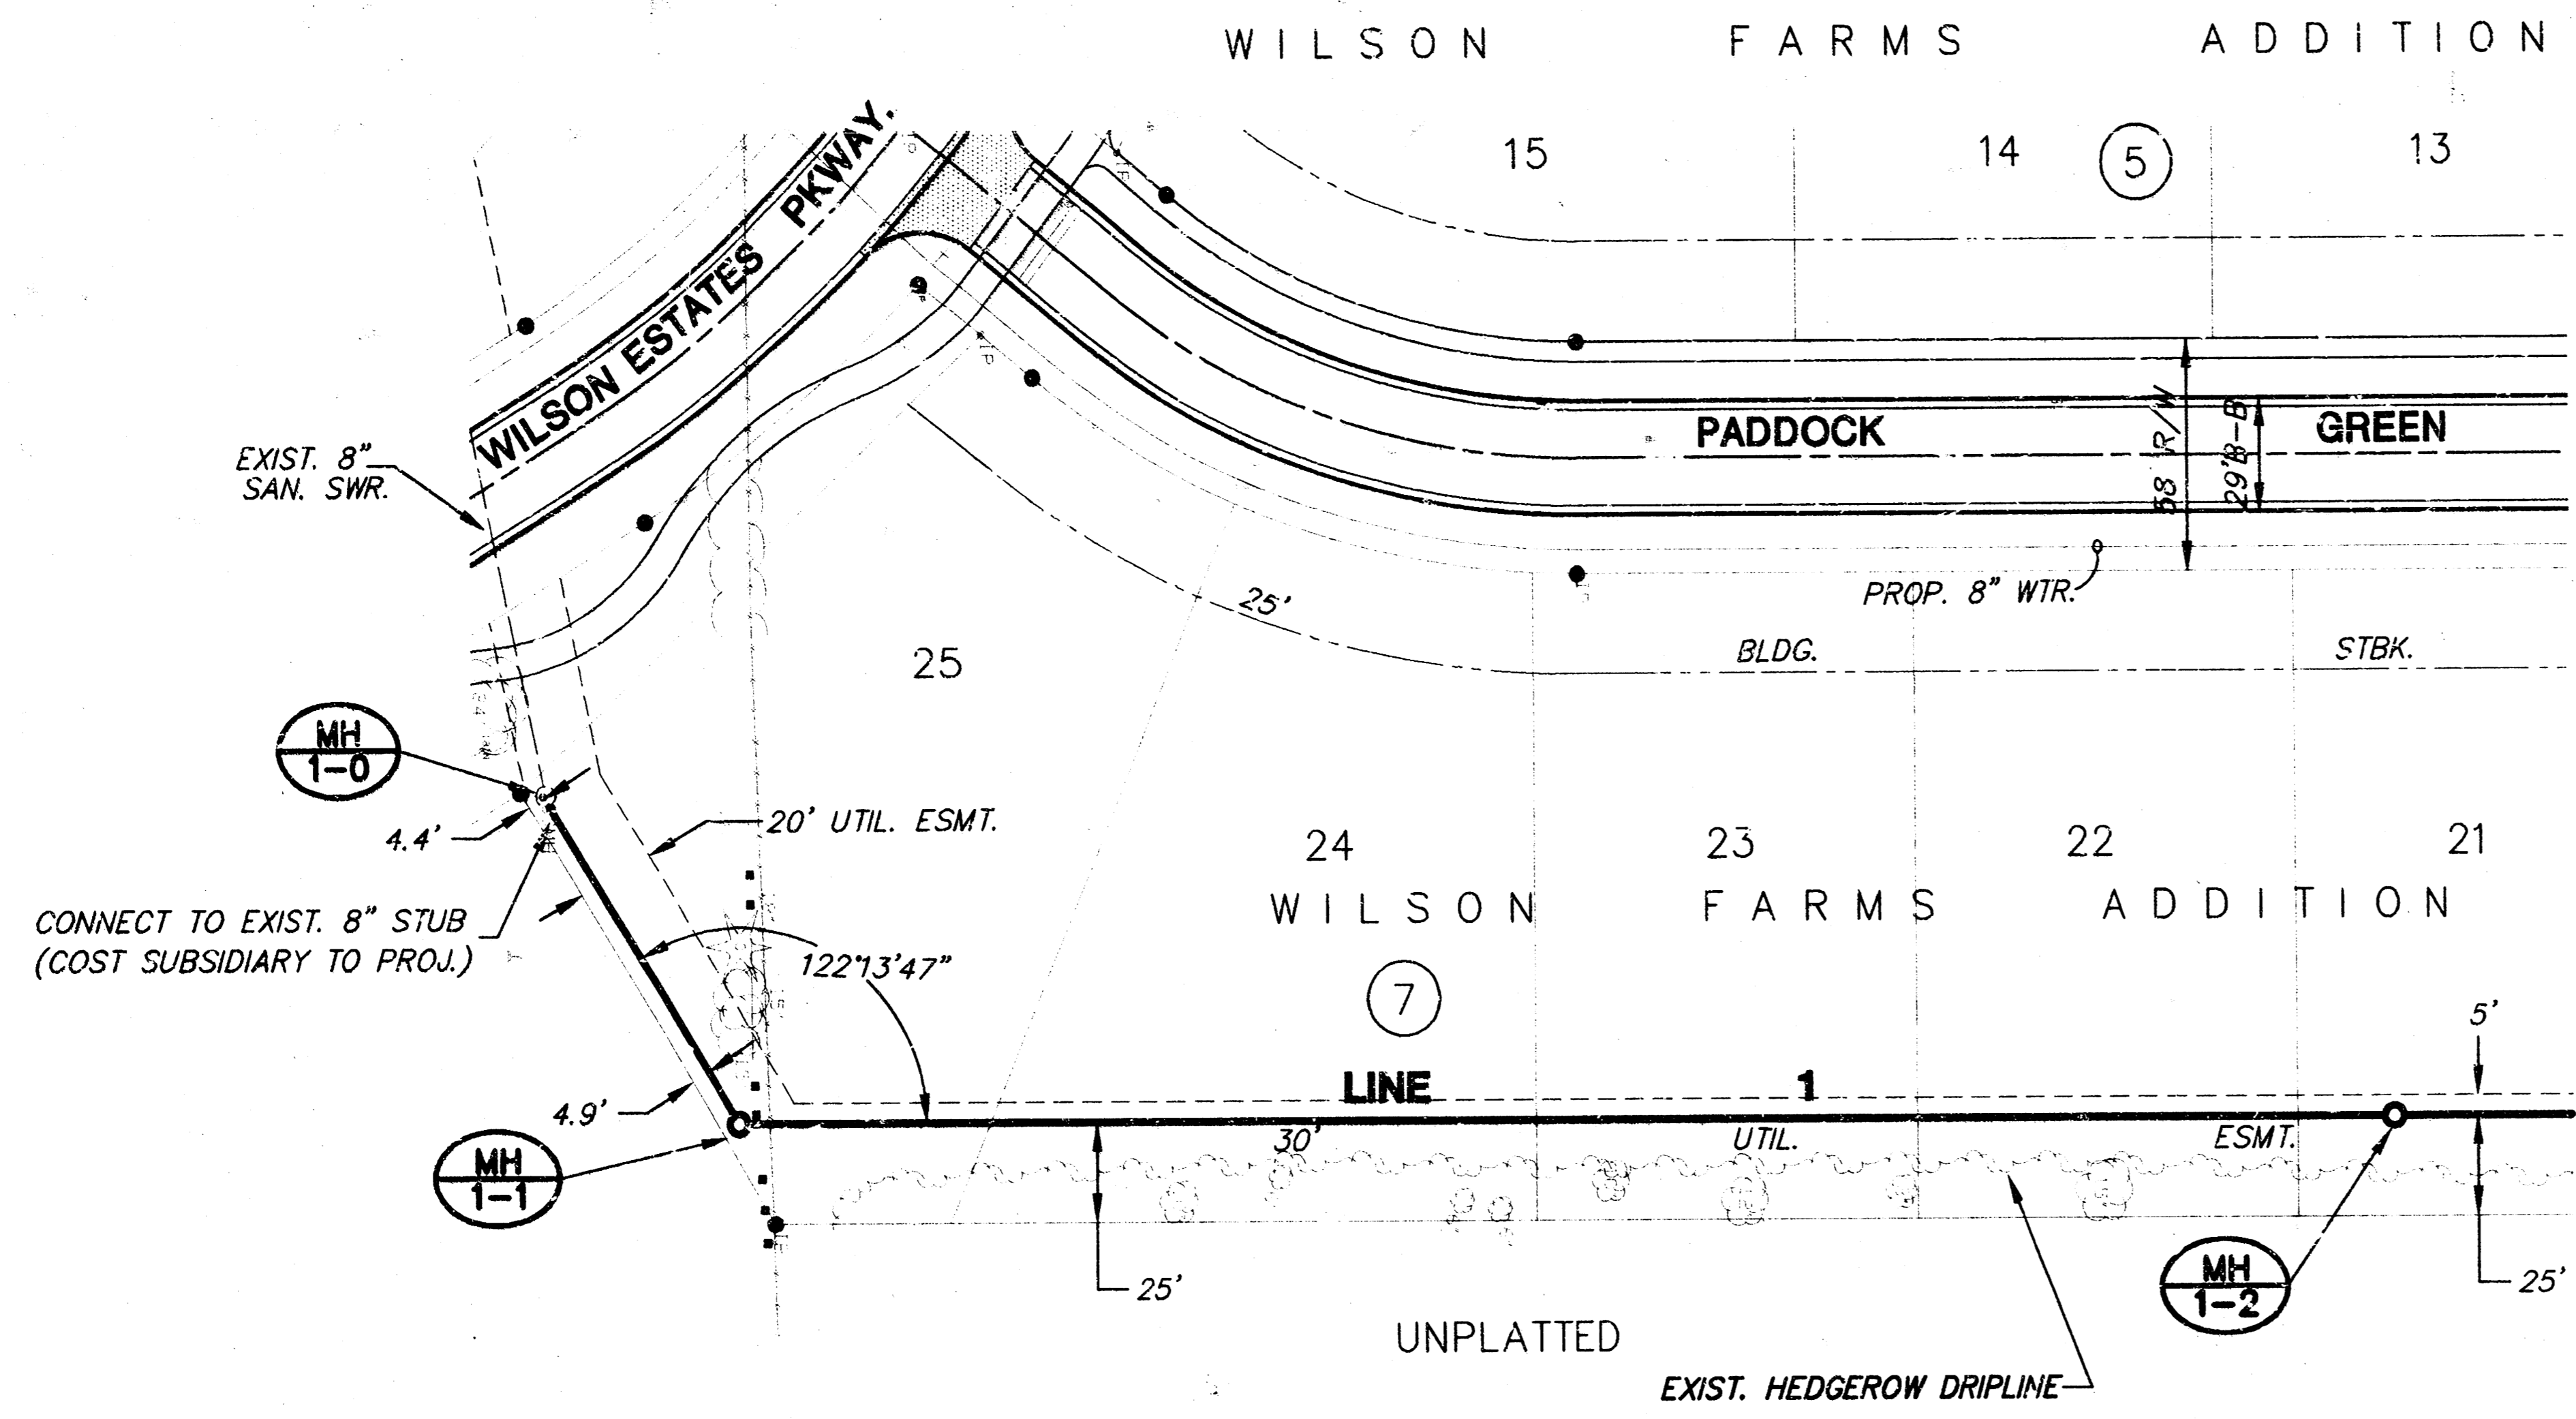 WILSON FARMS ADDITION
15
14
5
13
WILSON ESTATES PKWAY.
EXIST. 8"
SAN. SWR.
PADDOCK GREEN
58 R/W
29'B-B
PROP. 8" WTR.
25'
BLDG. STBK.
25
MH
1-0
4.4'
20' UTIL. ESMT.
24
23
22
21
WILSON FARMS ADDITION
CONNECT TO EXIST. 8" STUB
(COST SUBSIDIARY TO PROJ.)
122°13'47"
7
5'
LINE 1
4.9'
30' UTIL. ESMT.
MH
1-1
25'
MH
1-2
25'
UNPLATTED
EXIST. HEDGEROW DRIPLINE